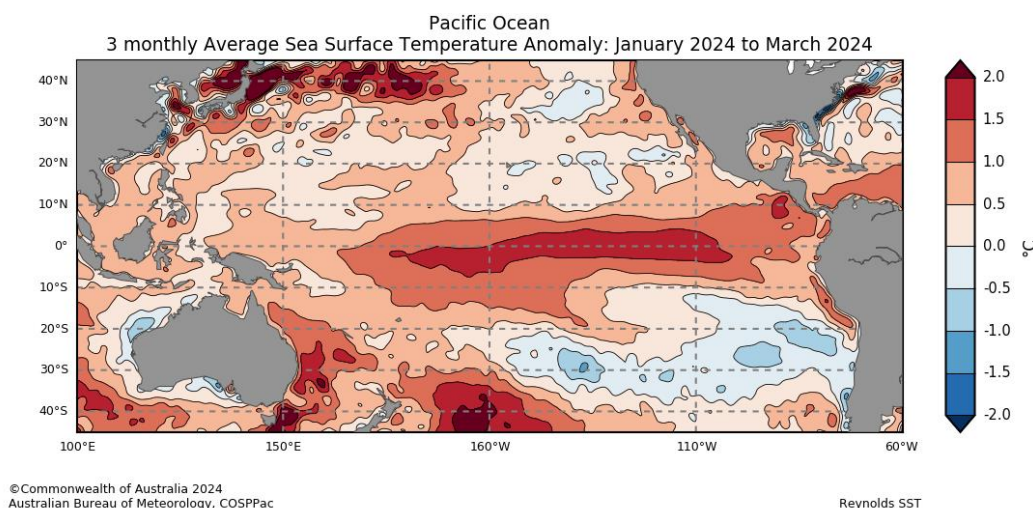 Pacific Ocean
3 monthly Average Sea Surface Temperature Anomaly: January 2024 to March 2024
40°N
30°N
20°N
10°N
0°
10°S
20°S
30°S
40°S
100°E
150°E
160°W
110°W
60°W
2.0
1.5
1.0
0.5
0.0
-0.5
-1.0
-1.5
-2.0
°C
©Commonwealth of Australia 2024
Australian Bureau of Meteorology, COSPPac
Reynolds SST